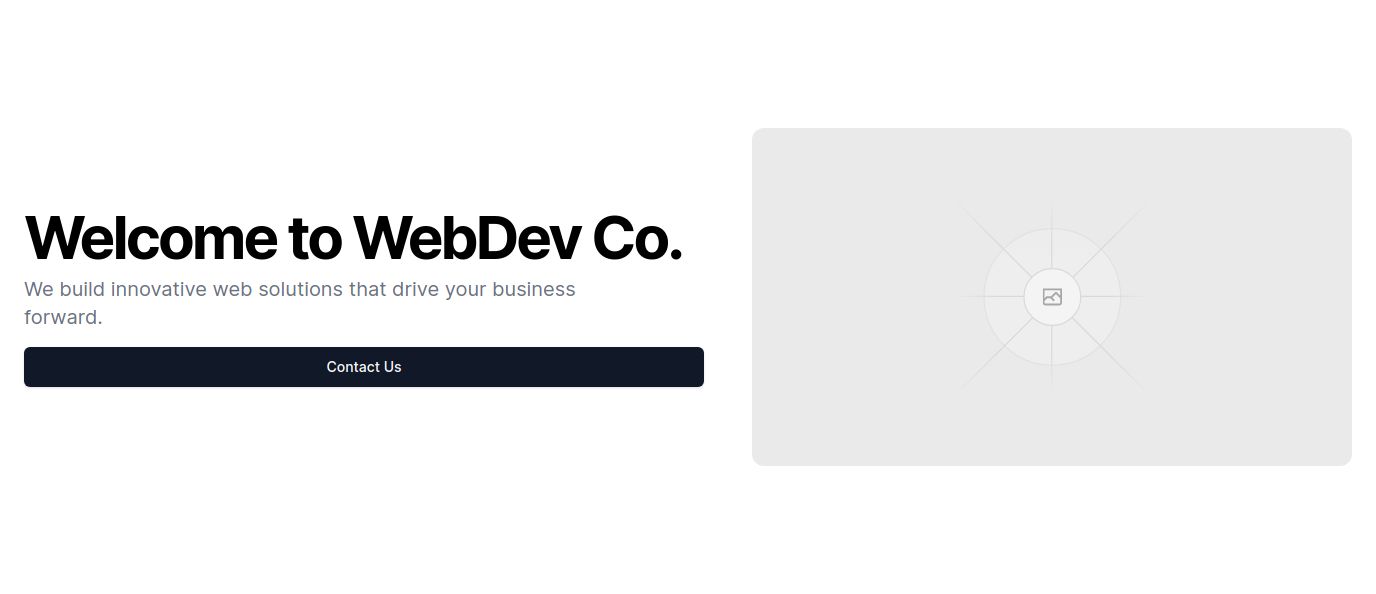 Welcome to WebDev Co.
We build innovative web solutions that drive your business
forward.
Contact Us